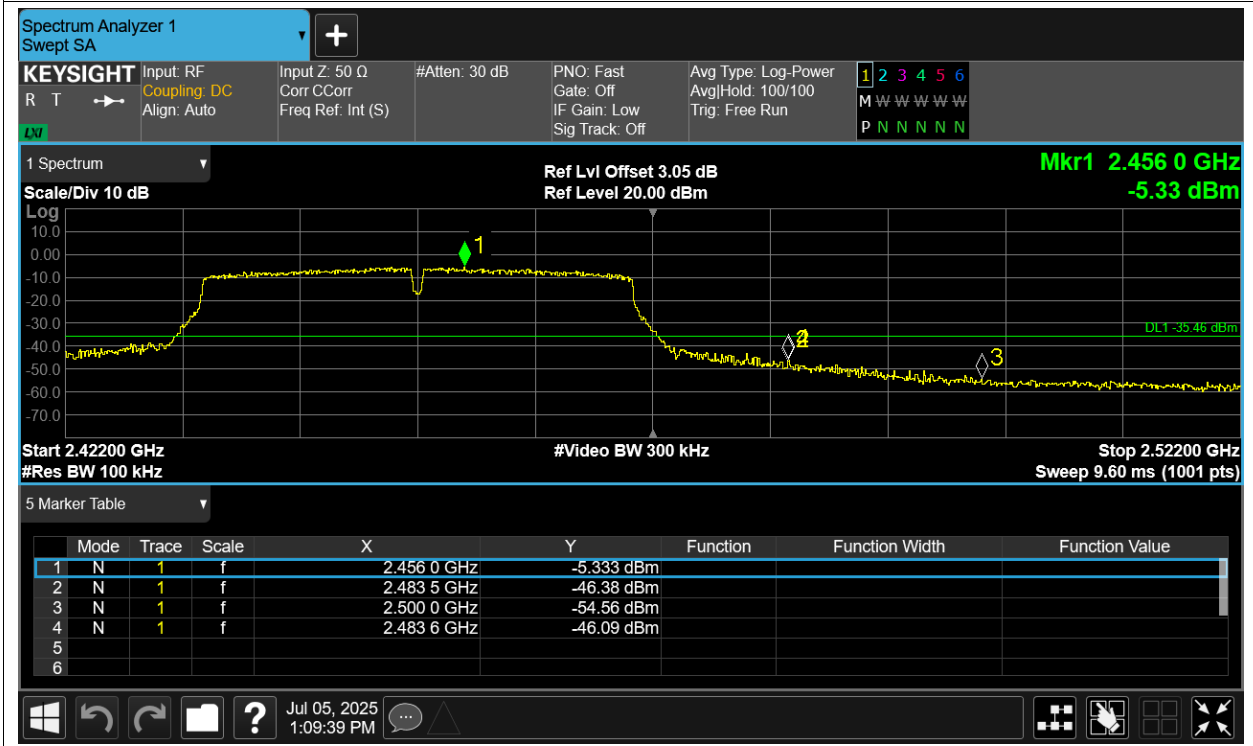 Spectrum Analyzer 1
Swept SA
+
KEYSIGHT
R T
LXI
Input: RF
Coupling: DC
Align: Auto
Input Z: 50 Ω
Corr CCorr
Freq Ref: Int (S)
#Atten: 30 dB
PNO: Fast
Gate: Off
IF Gain: Low
Sig Track: Off
Avg Type: Log-Power
Avg|Hold: 100/100
Trig: Free Run
1 2 3 4 5 6
M W W W W W
P N N N N N
1 Spectrum
Scale/Div 10 dB
Ref Lvl Offset 3.05 dB
Ref Level 20.00 dBm
Mkr1 2.456 0 GHz
-5.33 dBm
Log
10.0
0.00
-10.0
-20.0
-30.0
-40.0
-50.0
-60.0
-70.0
1
2
3
DL1 -35.46 dBm
Start 2.42200 GHz
#Res BW 100 kHz
#Video BW 300 kHz
Stop 2.52200 GHz
Sweep 9.60 ms (1001 pts)
5 Marker Table
Mode Trace Scale X Y Function Function Width Function Value
1 N 1 f 2.456 0 GHz -5.333 dBm
2 N 1 f 2.483 5 GHz -46.38 dBm
3 N 1 f 2.500 0 GHz -54.56 dBm
4 N 1 f 2.483 6 GHz -46.09 dBm
5
6
?
Jul 05, 2025
1:09:39 PM